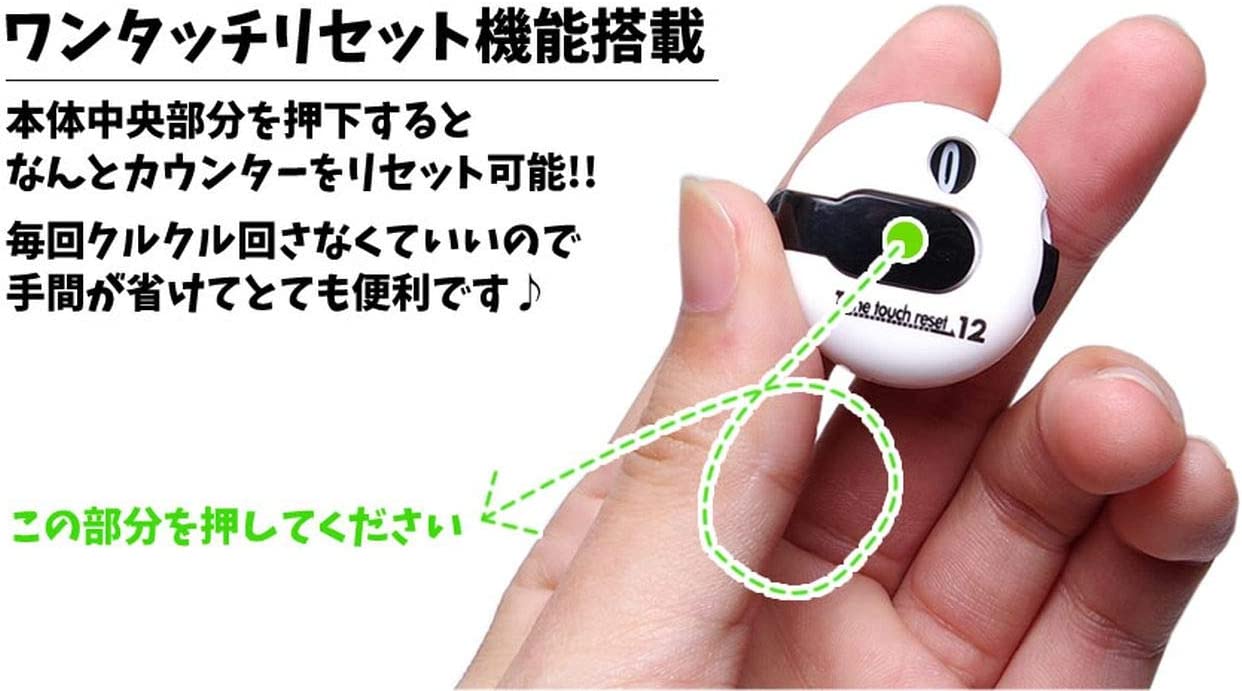 ワンタッチリセット機能搭載
本体中央部分を押下すると
なんとカウンターをリセット可能!!
毎回クルクル回さなくていいので
手間が省けてとても便利です♪
0
touch reset 12
この部分を押してください